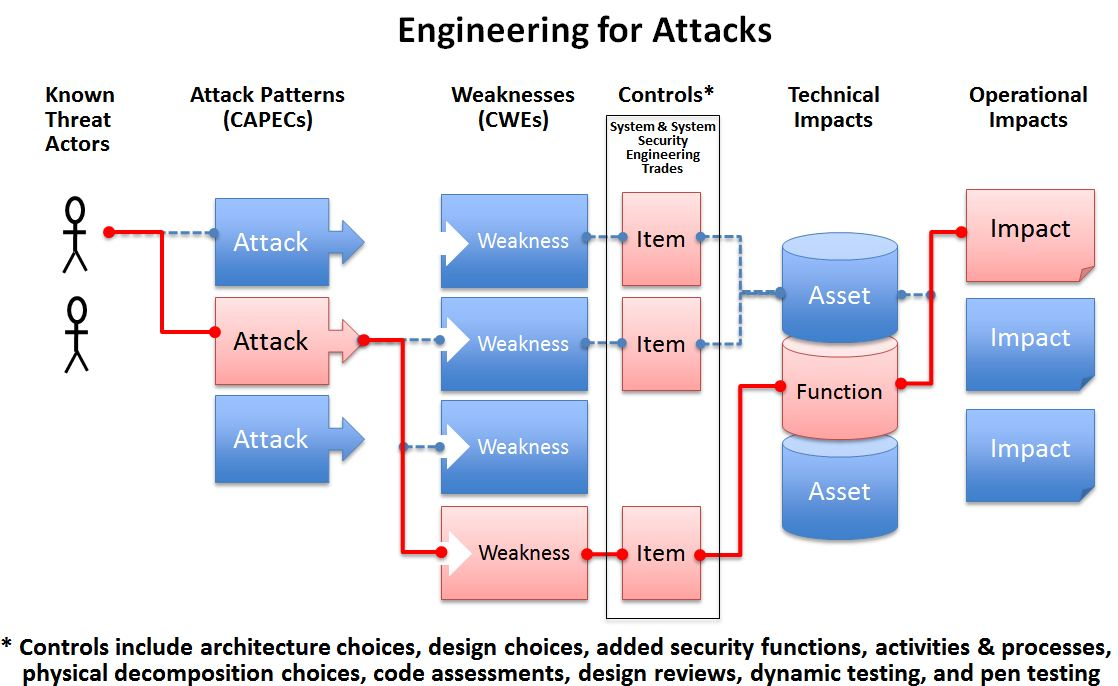 Engineering for Attacks
Known
Threat
Actors
Attack Patterns
(CAPECs)
Weaknesses
(CWEs)
Controls*
Technical
Impacts
Operational
Impacts
System & System
Security
Engineering
Trades
Attack
Weakness
Item
Impact
Asset
Attack
Weakness
Item
Impact
Function
Attack
Weakness
Impact
Asset
Weakness
Item
* Controls include architecture choices, design choices, added security functions, activities & processes,
physical decomposition choices, code assessments, design reviews, dynamic testing, and pen testing